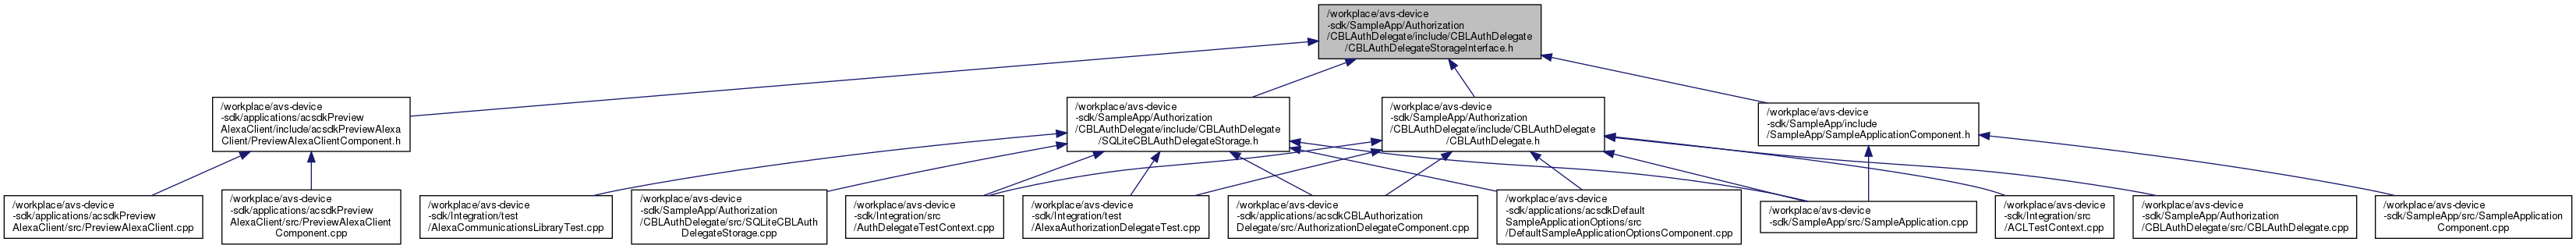 /workplace/avs-device
-sdk/SampleApp/Authorization
/CBLAuthDelegate/include/CBLAuthDelegate
/CBLAuthDelegateStorageInterface.h
/workplace/avs-device
-sdk/applications/acsdkPreview
AlexaClient/include/acsdkPreviewAlexa
Client/PreviewAlexaClientComponent.h
/workplace/avs-device
-sdk/SampleApp/Authorization
/CBLAuthDelegate/include/CBLAuthDelegate
/SQLiteCBLAuthDelegateStorage.h
/workplace/avs-device
-sdk/SampleApp/Authorization
/CBLAuthDelegate/include/CBLAuthDelegate
/CBLAuthDelegate.h
/workplace/avs-device
-sdk/SampleApp/include
/SampleApp/SampleApplicationComponent.h
/workplace/avs-device
-sdk/applications/acsdkPreview
AlexaClient/src/PreviewAlexaClient.cpp
/workplace/avs-device
-sdk/applications/acsdkPreview
AlexaClient/src/PreviewAlexaClient
Component.cpp
/workplace/avs-device
-sdk/Integration/test
/AlexaCommunicationsLibraryTest.cpp
/workplace/avs-device
-sdk/SampleApp/Authorization
/CBLAuthDelegate/src/SQLiteCBLAuth
DelegateStorage.cpp
/workplace/avs-device
-sdk/Integration/src
/AuthDelegateTestContext.cpp
/workplace/avs-device
-sdk/Integration/test
/AlexaAuthorizationDelegateTest.cpp
/workplace/avs-device
-sdk/applications/acsdkCBLAuthorization
Delegate/src/AuthorizationDelegateComponent.cpp
/workplace/avs-device
-sdk/applications/acsdkDefault
SampleApplicationOptions/src
/DefaultSampleApplicationOptionsComponent.cpp
/workplace/avs-device
-sdk/SampleApp/src/SampleApplication.cpp
/workplace/avs-device
-sdk/Integration/src
/ACLTestContext.cpp
/workplace/avs-device
-sdk/SampleApp/Authorization
/CBLAuthDelegate/src/CBLAuthDelegate.cpp
/workplace/avs-device
-sdk/SampleApp/src/SampleApplication
Component.cpp